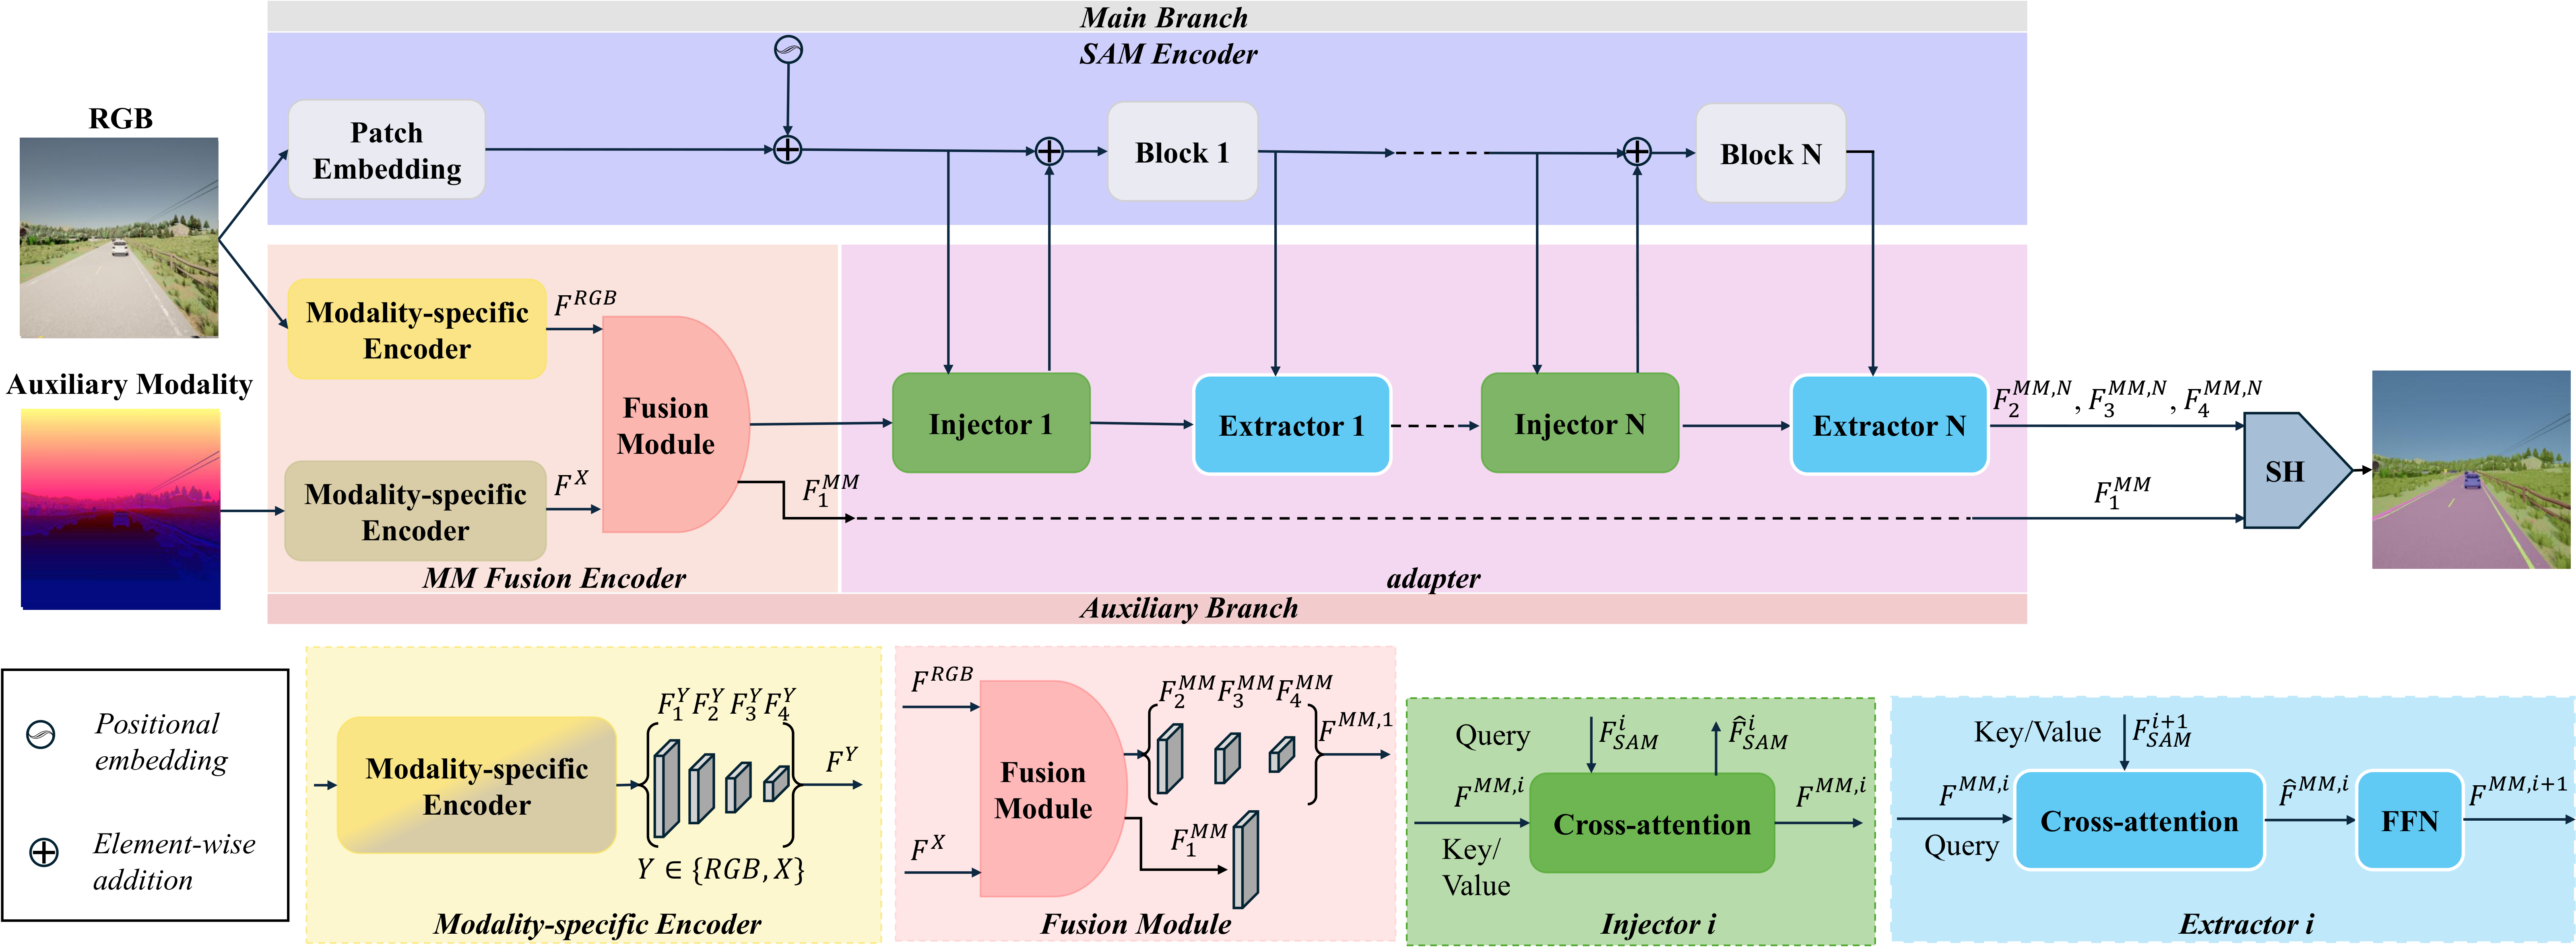 Main Branch
SAM Encoder
RGB
Patch
Embedding
Block 1
Block N
Modality-specific
Encoder
F^{RGB}
Auxiliary Modality
Modality-specific
Encoder
F^X
Fusion
Module
F_1^{MM}
Injector 1
Extractor 1
Injector N
Extractor N
F_2^{MM,N}, F_3^{MM,N}, F_4^{MM,N}
F_1^{MM}
SH
MM Fusion Encoder
adapter
Auxiliary Branch
Positional
embedding
Element-wise
addition
F_1^Y F_2^Y F_3^Y F_4^Y
Modality-specific
Encoder
F^Y
Y ∈ {RGB, X}
Modality-specific Encoder
F^{RGB}
F^X
Fusion
Module
F_2^{MM} F_3^{MM} F_4^{MM}
F^{MM,1}
F_1^{MM}
Fusion Module
Query
F_{SAM}^i
F̂_{SAM}^i
F^{MM,i}
Key/
Value
Cross-attention
F^{MM,i}
Injector i
Key/Value
F_{SAM}^{i+1}
F^{MM,i}
Query
Cross-attention
F̂^{MM,i}
FFN
F^{MM,i+1}
Extractor i